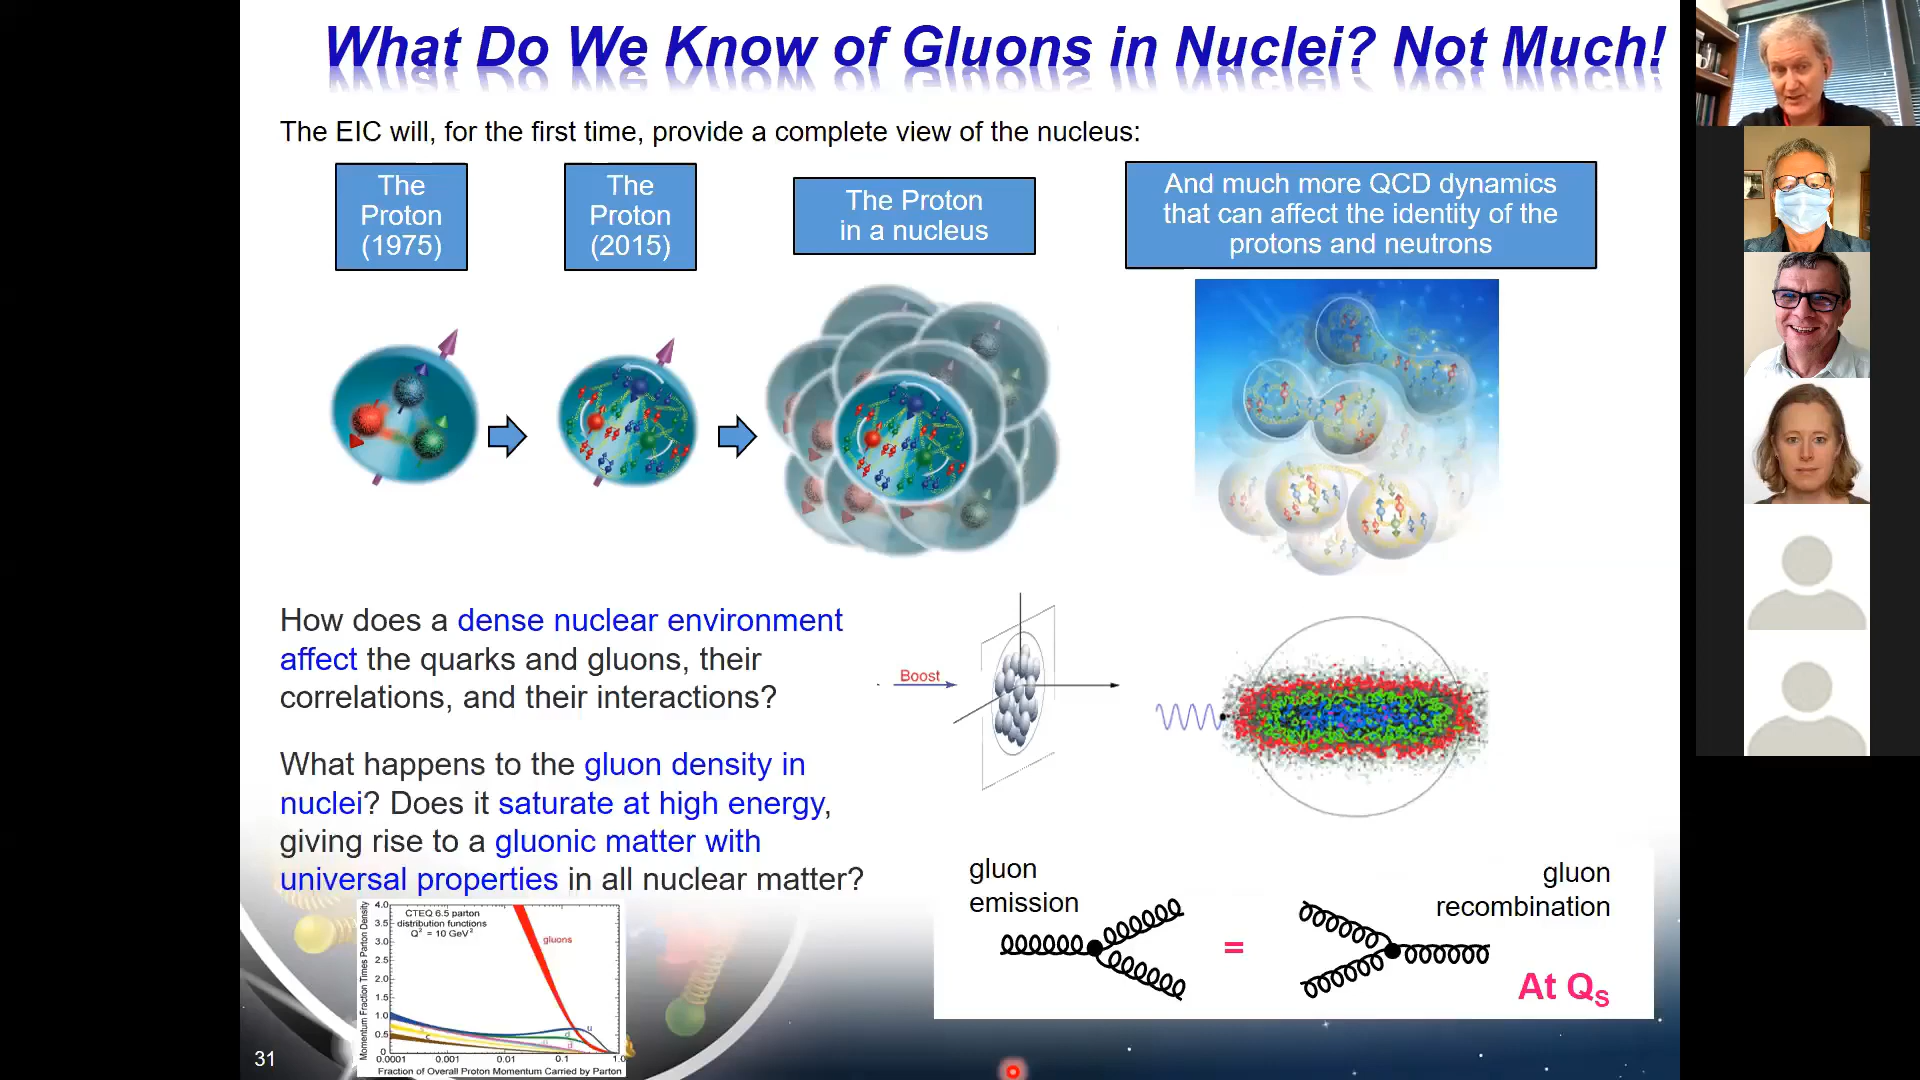 What Do We Know of Gluons in Nuclei? Not Much!
The EIC will, for the first time, provide a complete view of the nucleus:
The
Proton
(1975)
The
Proton
(2015)
The Proton
in a nucleus
And much more QCD dynamics
that can affect the identity of the
protons and neutrons
How does a dense nuclear environment
affect the quarks and gluons, their
correlations, and their interactions?
Boost
What happens to the gluon density in
nuclei? Does it saturate at high energy,
giving rise to a gluonic matter with
universal properties in all nuclear matter?
gluon
emission
=
gluon
recombination
At QS
CTEQ 6.5 parton
distribution functions
Q² = 10 GeV²
gluons
u
d
c
Momentum Fraction Times Parton Density
4.0
3.5
3.0
2.5
2.0
1.5
1.0
0.5
0
0.0001
0.001
0.01
0.1
1.0
Fraction of Overall Proton Momentum Carried by Parton
31